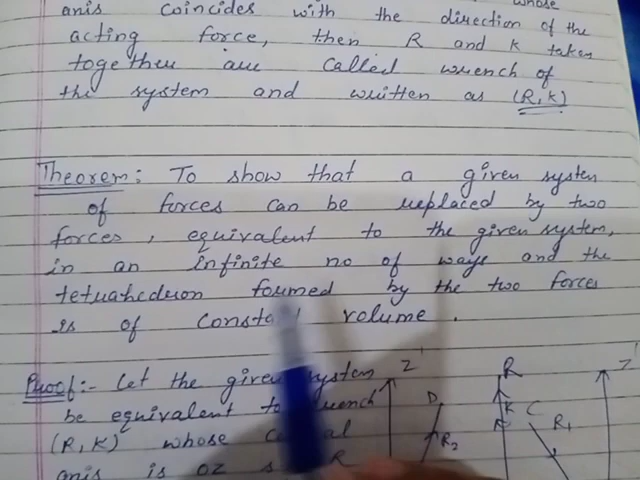 whose
axis coincides with the direction of the
acting force, then R and K taken
together are called wrench of
the system and written as (R,K)
Theorem: To show that a given system
of forces can be replaced by two
forces, equivalent to the given system,
in an infinite no of ways and the
tetrahedron formed by the two forces
is of constant volume.
Proof:- Let the given system
be equivalent to wrench
(R,K) whose central
axis is OZ s R
Z'
D
R2
R
K
C
R1
Z'